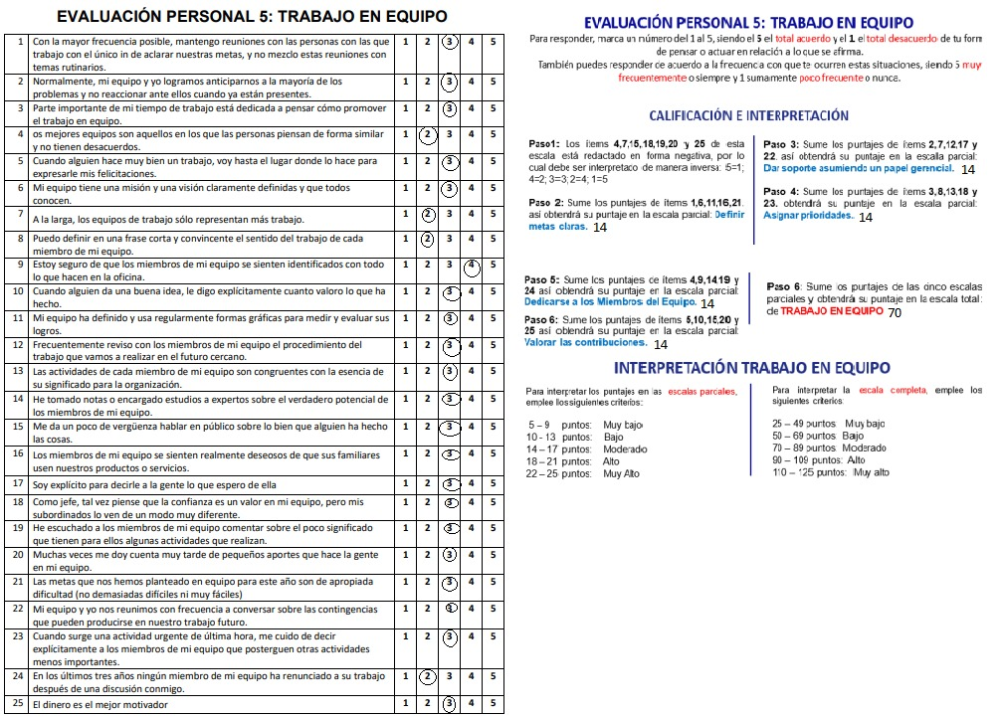 EVALUACIÓN PERSONAL 5: TRABAJO EN EQUIPO
1 Con la mayor frecuencia posible, mantengo reuniones con las personas con las que 1 2 3 4 5
trabajo con el único in de aclarar nuestras metas, y no mezclo estas reuniones con
temas rutinarios.
2 Normalmente, mi equipo y yo logramos anticiparnos a la mayoría de los 1 2 3 4 5
problemas y no reaccionar ante ellos cuando ya están presentes.
3 Parte importante de mi tiempo de trabajo está dedicada a pensar cómo promover 1 2 3 4 5
el trabajo en equipo.
4 os mejores equipos son aquellos en los que las personas piensan de forma similar 1 2 3 4 5
y no tienen desacuerdos.
5 Cuando alguien hace muy bien un trabajo, voy hasta el lugar donde lo hace para 1 2 3 4 5
expresarle mis felicitaciones.
6 Mi equipo tiene una misión y una visión claramente definidas y que todos 1 2 3 4 5
conocen.
7 A la larga, los equipos de trabajo sólo representan más trabajo. 1 2 3 4 5
8 Puedo definir en una frase corta y convincente el sentido del trabajo de cada 1 2 3 4 5
miembro de mi equipo.
9 Estoy seguro de que los miembros de mi equipo se sienten identificados con todo 1 2 3 4 5
lo que hacen en la oficina.
10 Cuando alguien da una buena idea, le digo explícitamente cuanto valoro lo que ha 1 2 3 4 5
hecho.
11 Mi equipo ha definido y usa regularmente formas gráficas para medir y evaluar sus 1 2 3 4 5
logros.
12 Frecuentemente reviso con los miembros de mi equipo el procedimiento del 1 2 3 4 5
trabajo que vamos a realizar en el futuro cercano.
13 Las actividades de cada miembro de mi equipo son congruentes con la esencia de 1 2 3 4 5
su significado para la organización.
14 He tomado notas o encargado estudios a expertos sobre el verdadero potencial de 1 2 3 4 5
los miembros de mi equipo.
15 Me da un poco de vergüenza hablar en público sobre lo bien que alguien ha hecho 1 2 3 4 5
las cosas.
16 Los miembros de mi equipo se sienten realmente deseosos de que sus familiares 1 2 3 4 5
usen nuestros productos o servicios.
17 Soy explícito para decirle a la gente lo que espero de ella 1 2 3 4 5
18 Como jefe, tal vez piense que la confianza es un valor en mi equipo, pero mis 1 2 3 4 5
subordinados lo ven de un modo muy diferente.
19 He escuchado a los miembros de mi equipo comentar sobre el poco significado 1 2 3 4 5
que tienen para ellos algunas actividades que realizan.
20 Muchas veces me doy cuenta muy tarde de pequeños aportes que hace la gente 1 2 3 4 5
en mi equipo.
21 Las metas que nos hemos planteado en equipo para este año son de apropiada 1 2 3 4 5
dificultad (no demasiadas difíciles ni muy fáciles)
22 Mi equipo y yo nos reunimos con frecuencia a conversar sobre las contingencias 1 2 3 4 5
que pueden producirse en nuestro trabajo futuro.
23 Cuando surge una actividad urgente de última hora, me cuido de decir 1 2 3 4 5
explícitamente a los miembros de mi equipo que posterguen otras actividades
menos importantes.
24 En los últimos tres años ningún miembro de mi equipo ha renunciado a su trabajo 1 2 3 4 5
después de una discusión conmigo.
25 El dinero es el mejor motivador 1 2 3 4 5
EVALUACIÓN PERSONAL 5: TRABAJO EN EQUIPO
Para responder, marca un número del 1 al 5, siendo el 5 el total acuerdo y el 1 el total desacuerdo de tu form
de pensar o actuar en relación a lo que se afirma.
También puedes responder de acuerdo a la frecuencia con que te ocurren estas situaciones, siendo 5 muy
frecuentemente o siempre y 1 sumamente poco frecuente o nunca.
CALIFICACIÓN E INTERPRETACIÓN
Paso1: Los ítems 4,7,15,18,19,20 y 25 de esta
escala está redactado en forma negativa, por lo
cual debe ser interpretado de manera inversa: 5=1;
4=2; 3=3; 2=4; 1=5
Paso 2: Sume los puntajes de ítems 1,6,11,16,21.
así obtendrá su puntaje en la escala parcial: Definir
metas claras. 14
Paso 3: Sume los puntajes de ítems 2,7,12,17 y
22. así obtendrá su puntaje en la escala parcial:
Dar soporte asumiendo un papel gerencial. 14
Paso 4: Sume los puntajes de ítems 3,8,13,18 y
23. obtendrá su puntaje en la escala parcial:
Asignar prioridades. 14
Paso 5: Sume los puntajes de ítems 4,9,14,19 y
24 así obtendrá su puntaje en la escala parcial:
Dedicarse a los Miembros del Equipo. 14
Paso 6: Sume los puntajes de ítems 5,10,15,20 y
25 así obtendrá su puntaje en la escala parcial:
Valorar las contribuciones. 14
Paso 6: Sume los puntajes de las cinco escalas
parciales y obtendrá su puntaje en la escala total:
de TRABAJO EN EQUIPO 70
INTERPRETACIÓN TRABAJO EN EQUIPO
Para interpretar los puntajes en las escalas parciales,
emplee los siguientes criterios:
5 – 9 puntos: Muy bajo
10 - 13 puntos: Bajo
14 – 17 puntos: Moderado
18 – 21 puntos: Alto
22 – 25 puntos: Muy Alto
Para interpretar la escala completa, emplee los
siguientes criterios:
25 – 49 puntos: Muy bajo
50 – 69 puntos: Bajo
70 – 89 puntos: Moderado
90 – 109 puntos: Alto
110 – 125 puntos: Muy alto